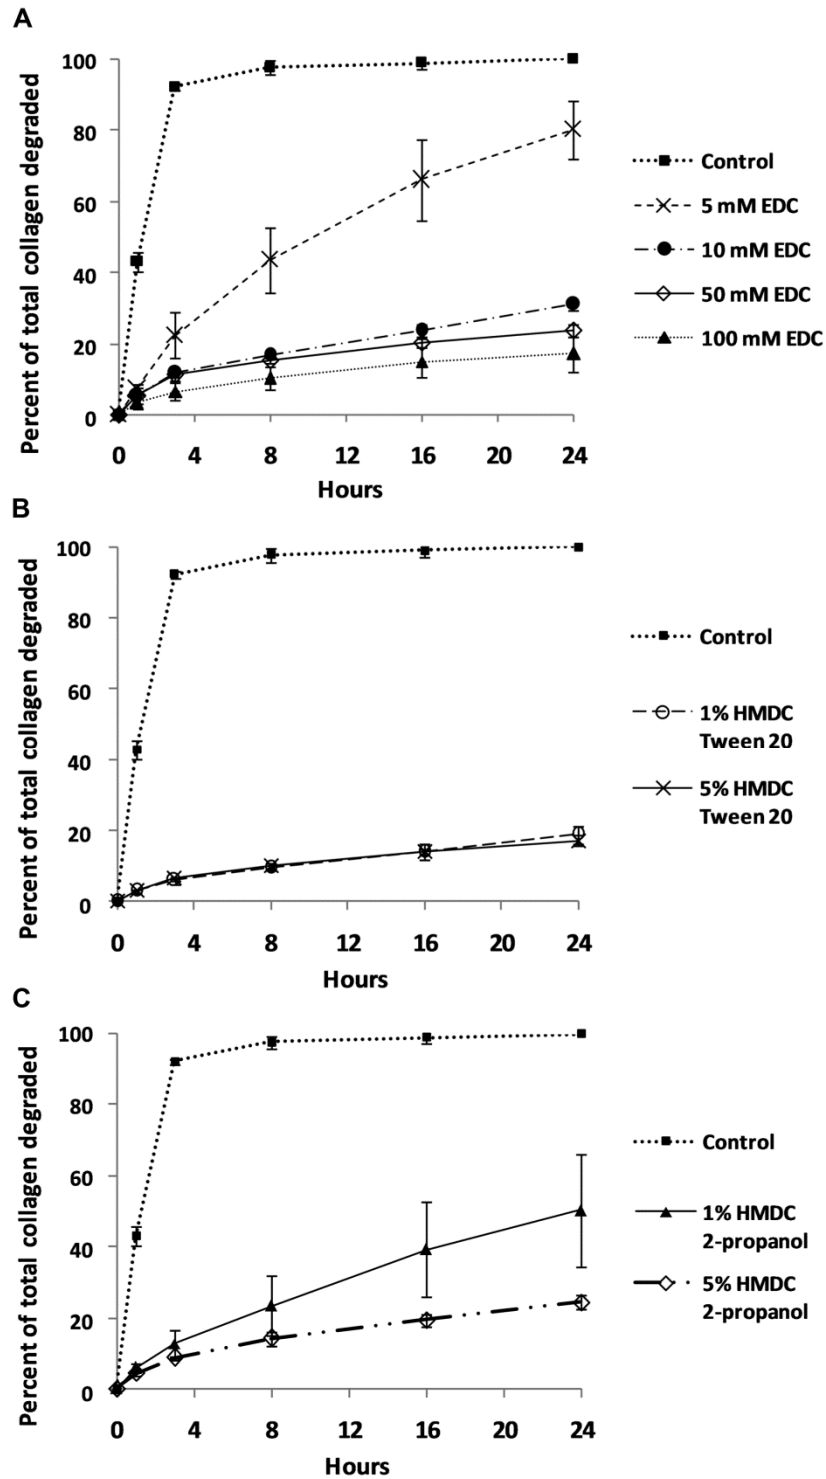 A
Percent of total collagen degraded
100
80
60
40
20
0
0 4 8 12 16 20 24
Hours
Control
5 mM EDC
10 mM EDC
50 mM EDC
100 mM EDC
B
Percent of total collagen degraded
100
80
60
40
20
0
0 4 8 12 16 20 24
Hours
Control
1% HMDC
Tween 20
5% HMDC
Tween 20
C
Percent of total collagen degraded
100
80
60
40
20
0
0 4 8 12 16 20 24
Hours
Control
1% HMDC
2-propanol
5% HMDC
2-propanol